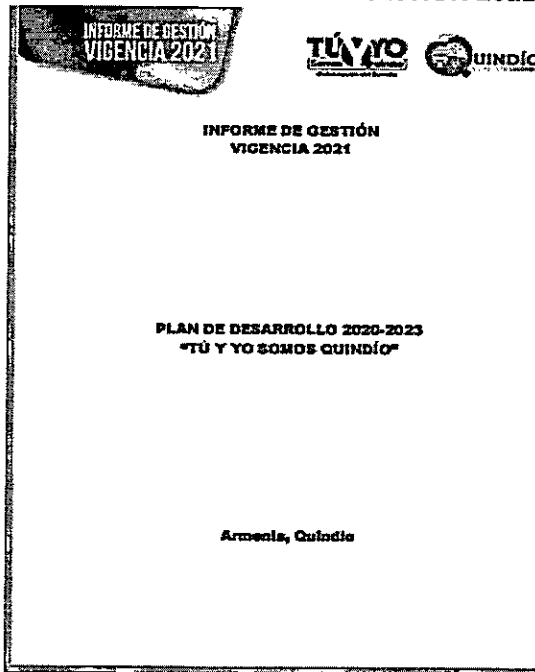 INFORME DE GESTIÓN
VIGENCIA 2021
TÚ Y YO
QUINDÍO
INFORME DE GESTIÓN
VIGENCIA 2021
PLAN DE DESARROLLO 2020-2023
"TÚ Y YO SOMOS QUINDÍO"
Armenia, Quindío